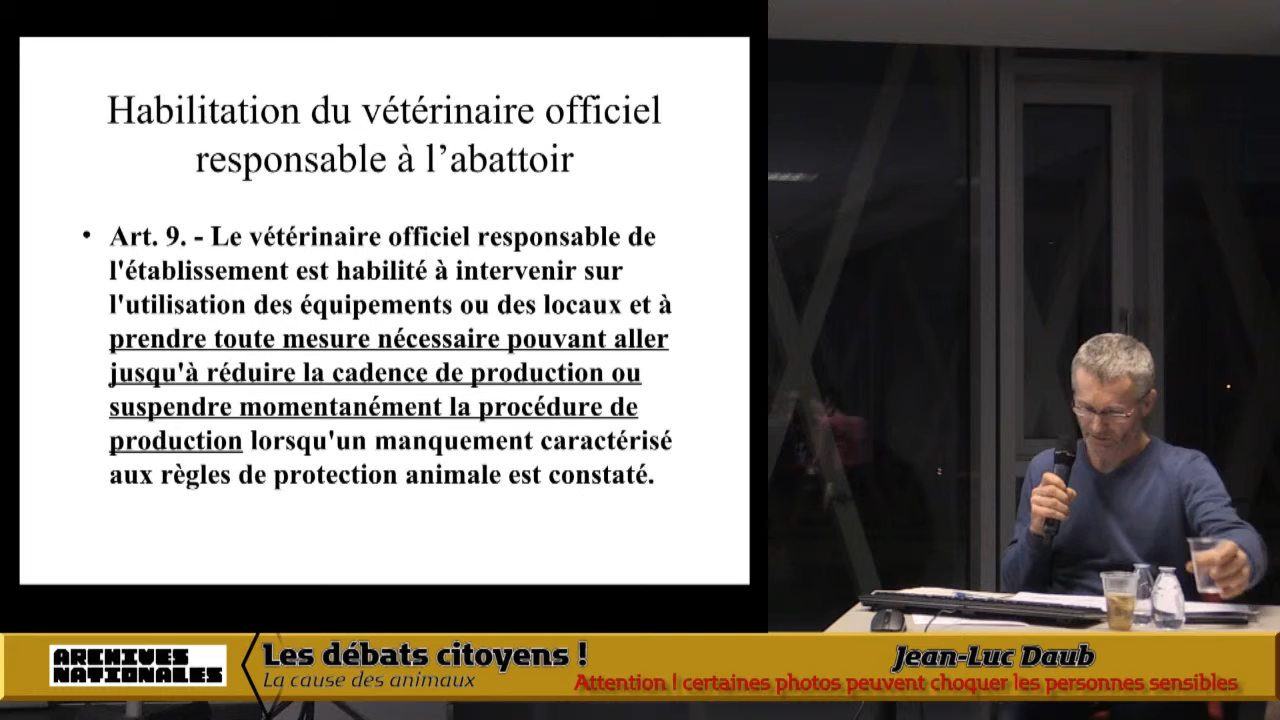 Habilitation du vétérinaire officiel
responsable à l’abattoir
• Art. 9. - Le vétérinaire officiel responsable de
l'établissement est habilité à intervenir sur
l'utilisation des équipements ou des locaux et à
prendre toute mesure nécessaire pouvant aller
jusqu'à réduire la cadence de production ou
suspendre momentanément la procédure de
production lorsqu'un manquement caractérisé
aux règles de protection animale est constaté.
ARCHIVES
NATIONALES
Les débats citoyens !
La cause des animaux
Jean-Luc Daub
Attention ! certaines photos peuvent choquer les personnes sensibles